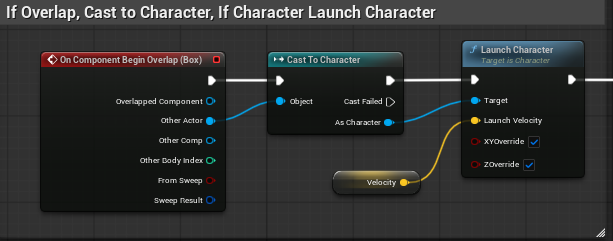 If Overlap, Cast to Character, If Character Launch Character
On Component Begin Overlap (Box)
Overlapped Component
Other Actor
Other Comp
Other Body Index
From Sweep
Sweep Result
Cast To Character
Object
Cast Failed
As Character
Velocity
f Launch Character
Target is Character
Target
Launch Velocity
XYOverride
ZOverride